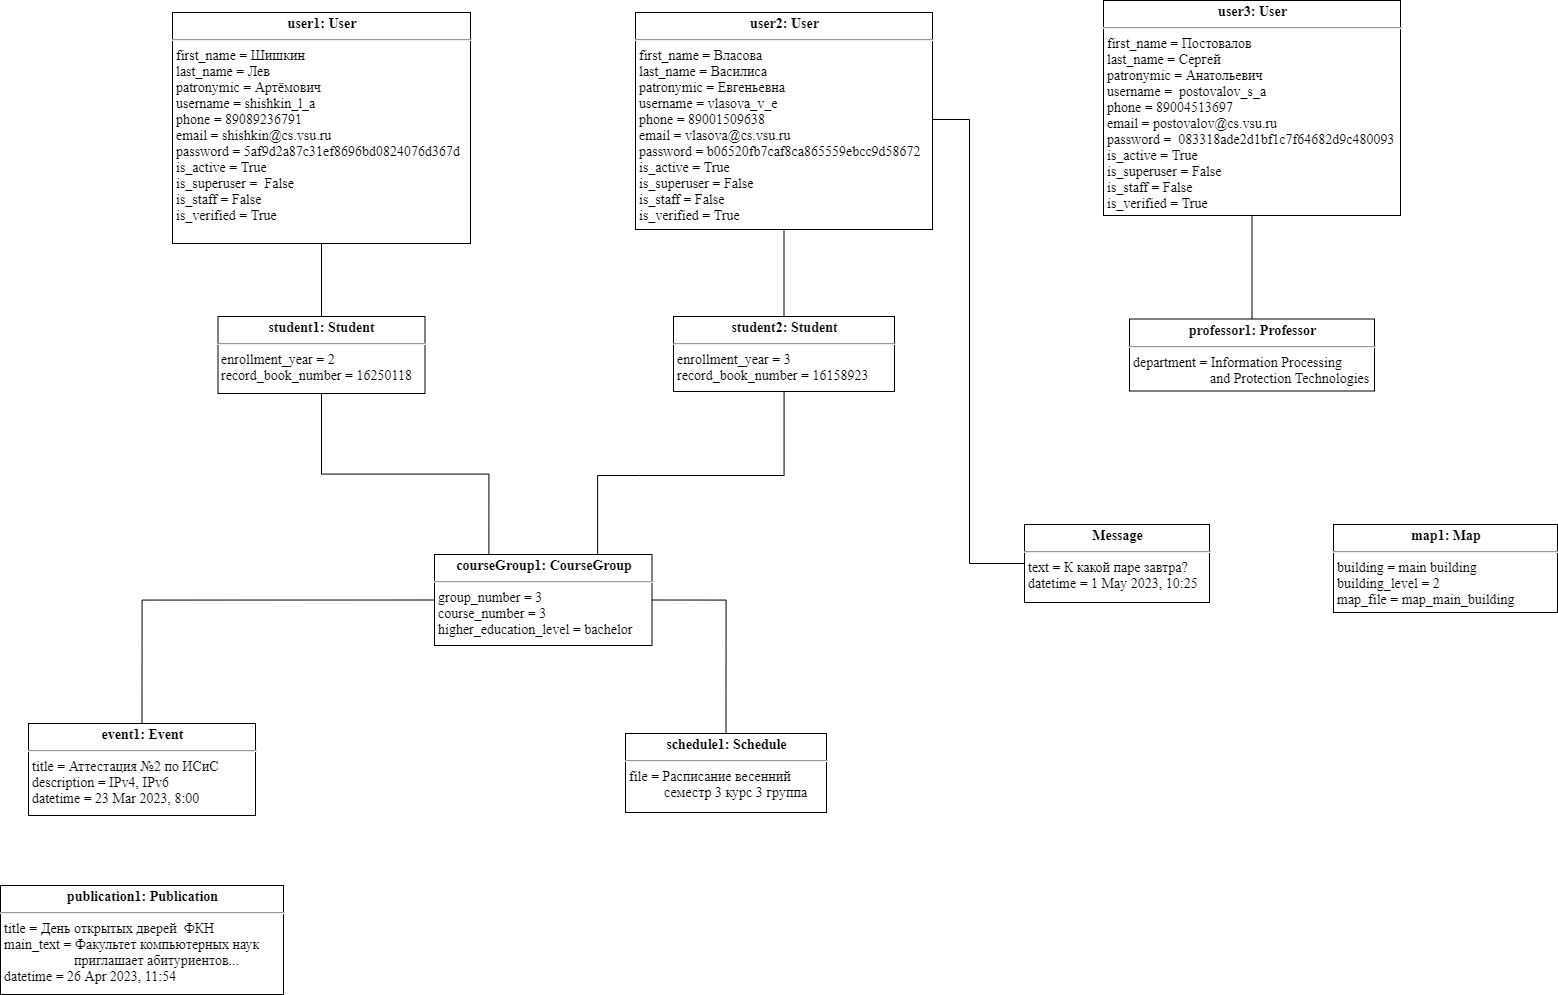 user1: User
first_name = Шишкин
last_name = Лев
patronymic = Артёмович
username = shishkin_l_a
phone = 89089236791
email = shishkin@cs.vsu.ru
password = 5af9d2a87c31ef8696bd0824076d367d
is_active = True
is_superuser =  False
is_staff = False
is_verified = True
user2: User
first_name = Власова
last_name = Василиса
patronymic = Евгеньевна
username = vlasova_v_e
phone = 89001509638
email = vlasova@cs.vsu.ru
password = b06520fb7caf8ca865559ebcc9d58672
is_active = True
is_superuser = False
is_staff = False
is_verified = True
user3: User
first_name = Постовалов
last_name = Сергей
patronymic = Анатольевич
username =  postovalov_s_a
phone = 89004513697
email = postovalov@cs.vsu.ru
password =  083318ade2d1bf1c7f64682d9c480093
is_active = True
is_superuser = False
is_staff = False
is_verified = True
student1: Student
enrollment_year = 2
record_book_number = 16250118
student2: Student
enrollment_year = 3
record_book_number = 16158923
professor1: Professor
department = Information Processing
and Protection Technologies
courseGroup1: CourseGroup
group_number = 3
course_number = 3
higher_education_level = bachelor
Message
text = К какой паре завтра?
datetime = 1 May 2023, 10:25
map1: Map
building = main building
building_level = 2
map_file = map_main_building
event1: Event
title = Аттестация №2 по ИСиС
description = IPv4, IPv6
datetime = 23 Mar 2023, 8:00
schedule1: Schedule
file = Расписание весенний
семестр 3 курс 3 группа
publication1: Publication
title = День открытых дверей  ФКН
main_text = Факультет компьютерных наук
приглашает абитуриентов...
datetime = 26 Apr 2023, 11:54